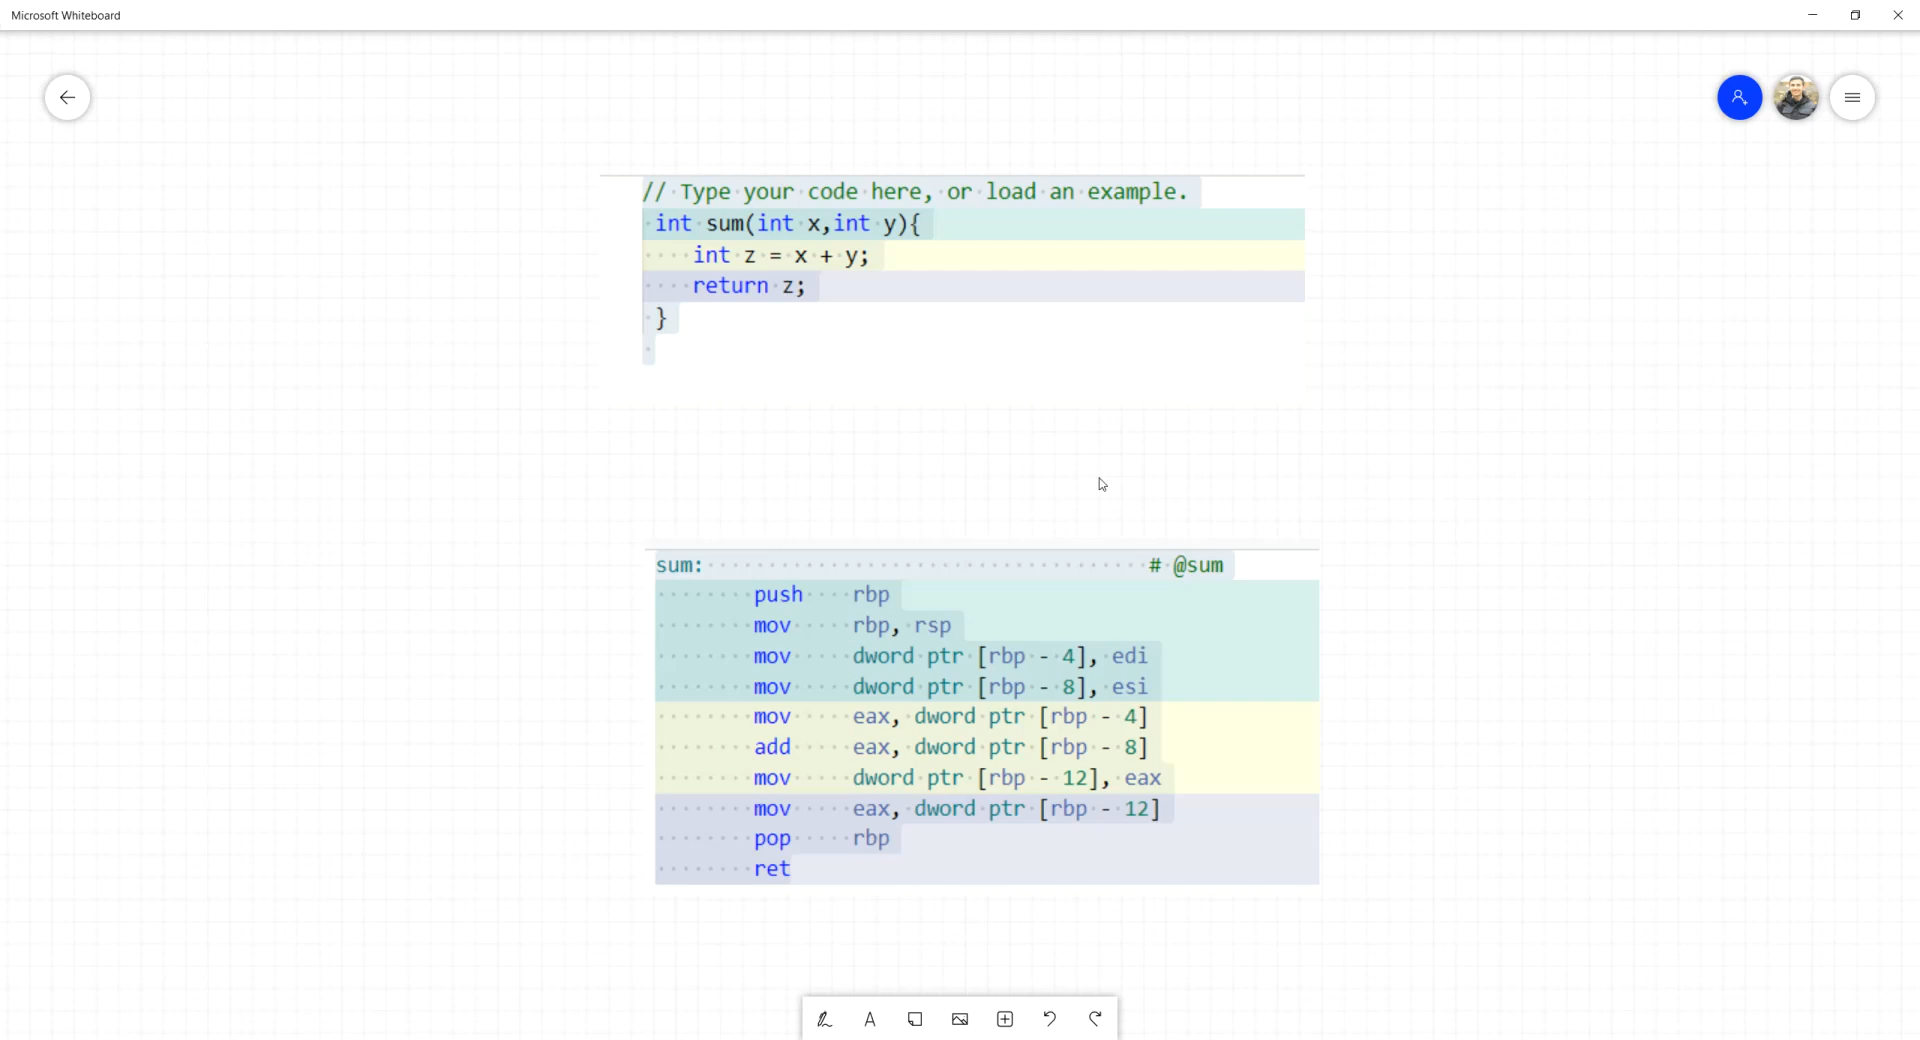 Microsoft Whiteboard
// Type your code here, or load an example.
int sum(int x,int y){
int z = x + y;
return z;
}
sum: # @sum
push rbp
mov rbp, rsp
mov dword ptr [rbp - 4], edi
mov dword ptr [rbp - 8], esi
mov eax, dword ptr [rbp - 4]
add eax, dword ptr [rbp - 8]
mov dword ptr [rbp - 12], eax
mov eax, dword ptr [rbp - 12]
pop rbp
ret